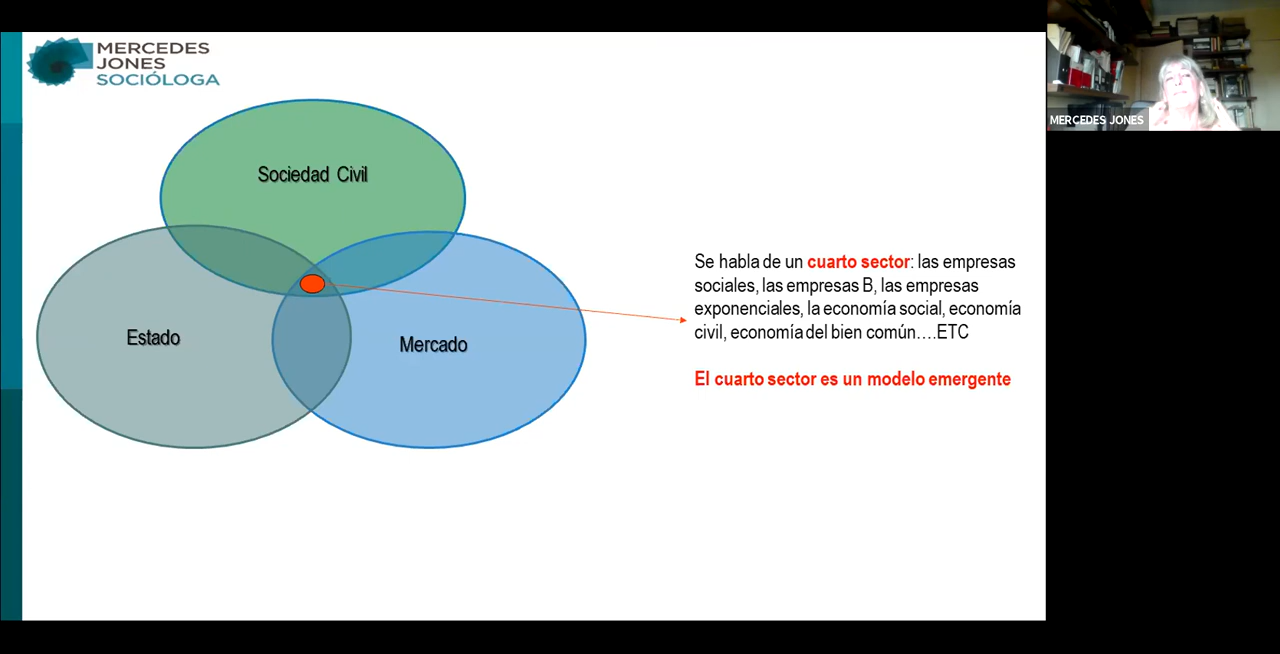 MERCEDES
JONES
SOCIÓLOGA
MERCEDES JONES
Sociedad Civil
Estado
Mercado
Se habla de un cuarto sector: las empresas
sociales, las empresas B, las empresas
exponenciales, la economía social, economía
civil, economía del bien común….ETC
El cuarto sector es un modelo emergente